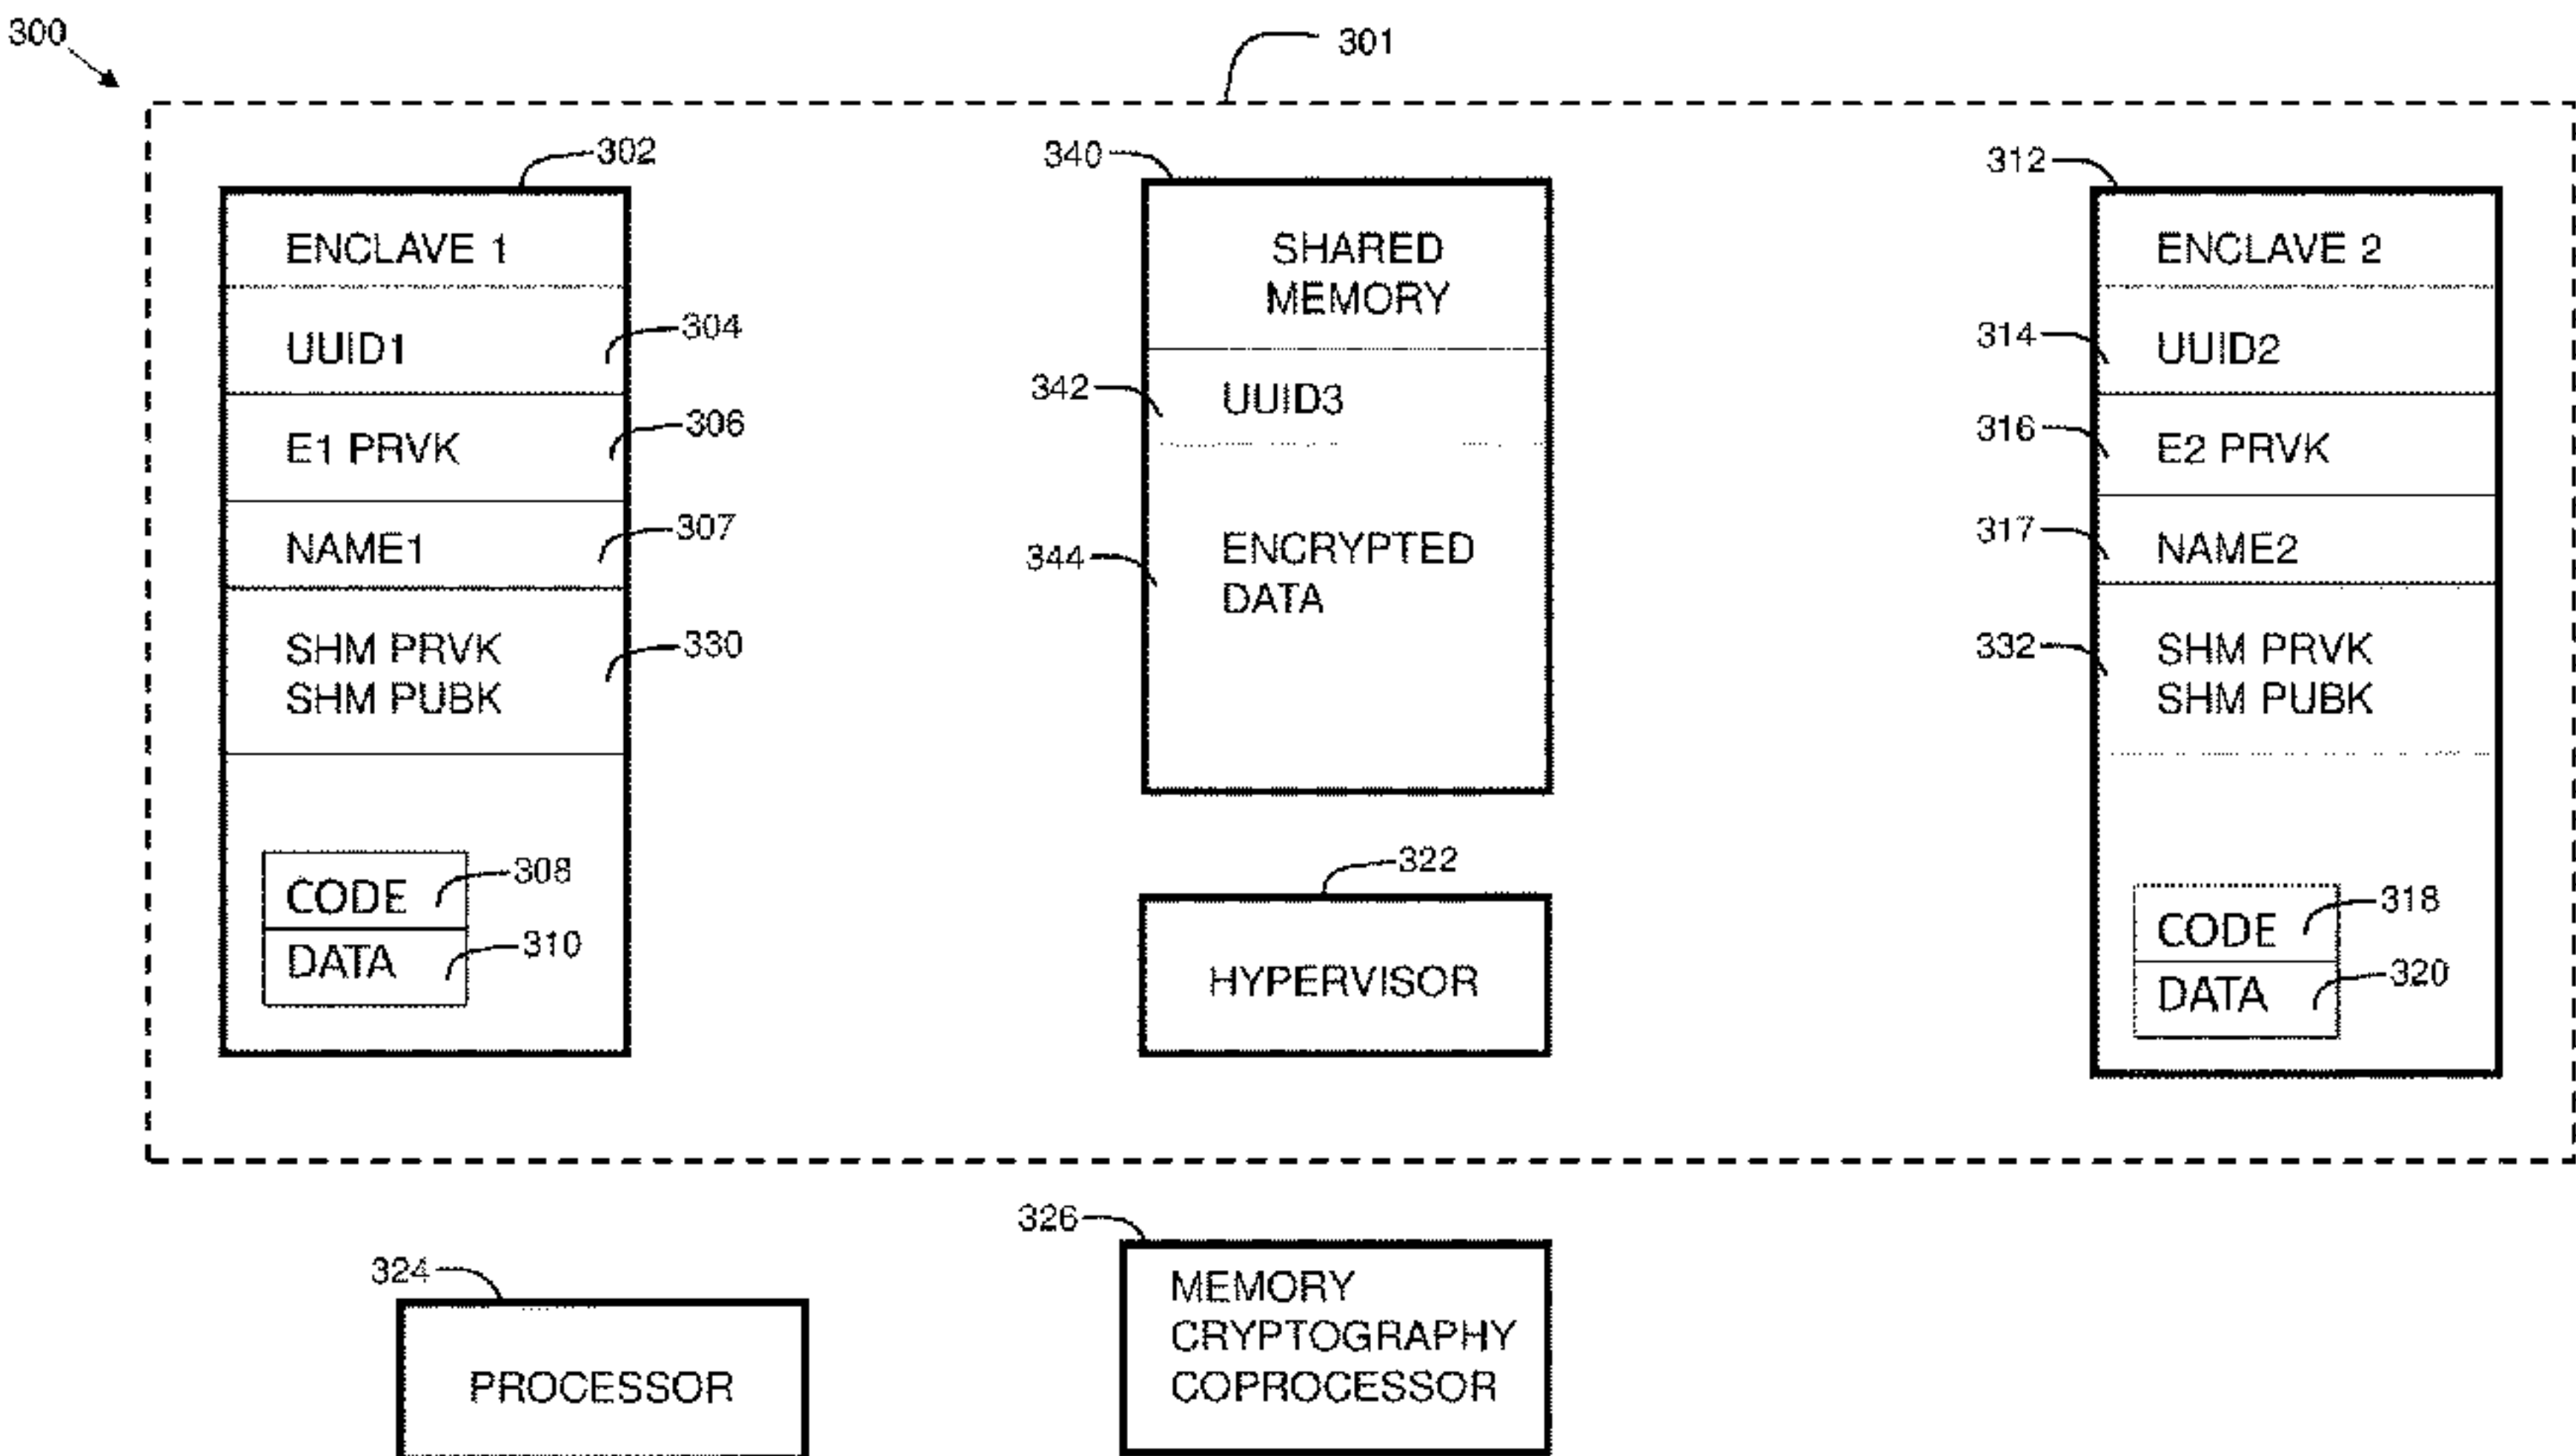 300
301
302
ENCLAVE 1
UUID1
304
E1 PRVK
306
NAME1
307
SHM PRVK
SHM PUBK
330
CODE
308
DATA
310
340
SHARED
MEMORY
342
UUID3
344
ENCRYPTED
DATA
322
HYPERVISOR
312
ENCLAVE 2
314
UUID2
316
E2 PRVK
317
NAME2
332
SHM PRVK
SHM PUBK
CODE
318
DATA
320
324
PROCESSOR
326
MEMORY
CRYPTOGRAPHY
COPROCESSOR